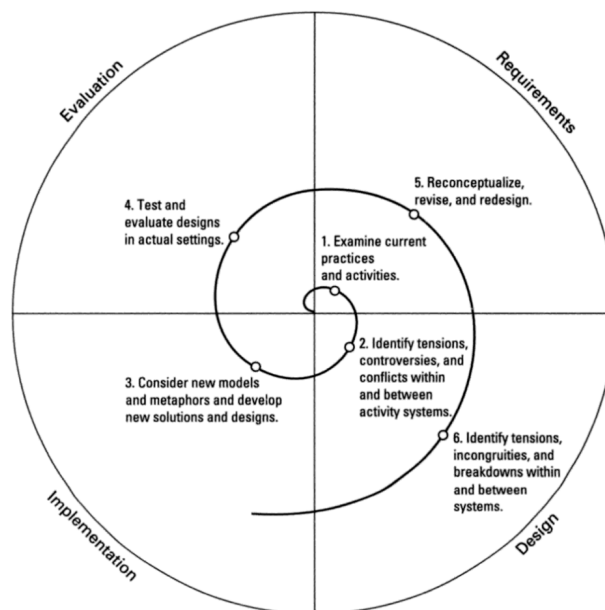 Evaluation
Requirements
5. Reconceptualize,
revise, and redesign.
4. Test and
evaluate designs
in actual settings.
1. Examine current
practices
and activities.
2. Identify tensions,
controversies, and
conflicts within
and between
activity systems.
3. Consider new models
and metaphors and develop
new solutions and designs.
6. Identify tensions,
incongruities, and
breakdowns within
and between
systems.
Implementation
Design